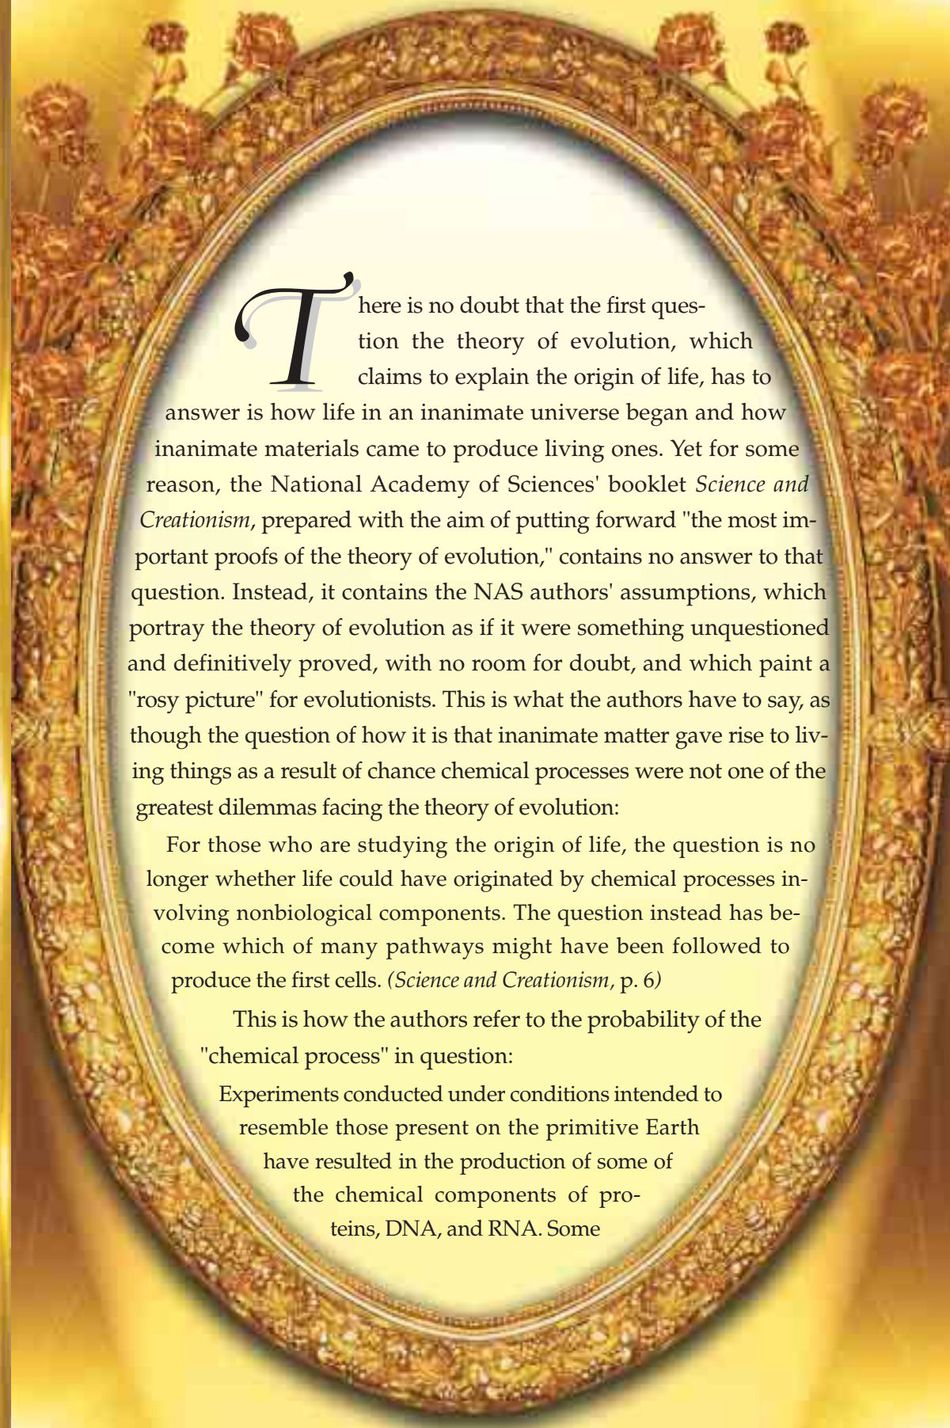 There is no doubt that the first ques-
tion the theory of evolution, which
claims to explain the origin of life, has to
answer is how life in an inanimate universe began and how
inanimate materials came to produce living ones. Yet for some
reason, the National Academy of Sciences' booklet Science and
Creationism, prepared with the aim of putting forward "the most im-
portant proofs of the theory of evolution," contains no answer to that
question. Instead, it contains the NAS authors' assumptions, which
portray the theory of evolution as if it were something unquestioned
and definitively proved, with no room for doubt, and which paint a
"rosy picture" for evolutionists. This is what the authors have to say, as
though the question of how it is that inanimate matter gave rise to liv-
ing things as a result of chance chemical processes were not one of the
greatest dilemmas facing the theory of evolution:
For those who are studying the origin of life, the question is no
longer whether life could have originated by chemical processes in-
volving nonbiological components. The question instead has be-
come which of many pathways might have been followed to
produce the first cells. (Science and Creationism, p. 6)
This is how the authors refer to the probability of the
"chemical process" in question:
Experiments conducted under conditions intended to
resemble those present on the primitive Earth
have resulted in the production of some of
the chemical components of pro-
teins, DNA, and RNA. Some